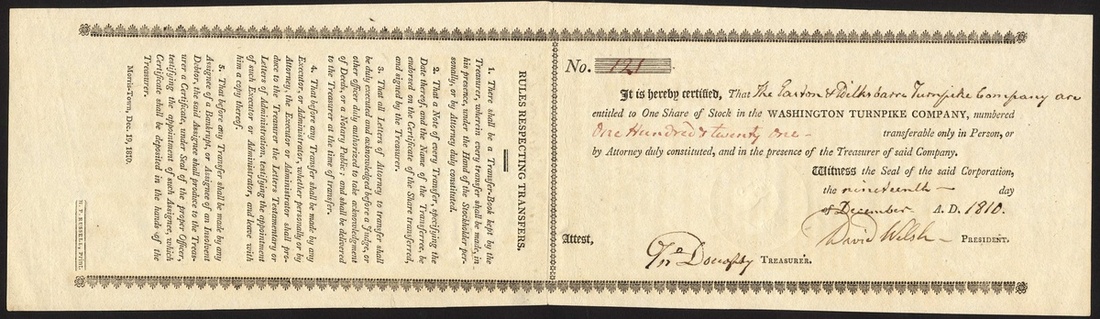 No. 121
It is hereby certified, That The Easton & Wilksbarre Turnpike Company are
entitled to One Share of Stock in the WASHINGTON TURNPIKE COMPANY, numbered
One Hundred & twenty one transferable only in Person, or
by Attorney duly constituted, and in the presence of the Treasurer of said Company.
Witness the Seal of the said Corporation,
the nineteenth day
of December A. D. 1810.
David Welsh PRESIDENT.
Attest,
TREASURER.
RULES RESPECTING TRANSFERS.
1. There shall be a Transfer-Book kept by the
Treasurer, wherein every transfer shall be made, in
his presence, under the Hand of the Stockholder per-
sonally, or by Attorney duly constituted.
2. That a Note of every Transfer, specifying the
Date thereof, and the Name of the Transferree, be
endorsed on the Certificate of the Share transferred,
and signed by the Treasurer.
3. That all Letters of Attorney to transfer shall
be duly executed and acknowledged before a Judge, or
other officer duly authorized to take acknowledgment
of Deeds, or a Notary Public; and shall be delivered
to the Treasurer at the time of transfer.
4. That before any Transfer shall be made by any
Executor, or Administrator, whether personally or by
Attorney, the Executor or Administrator shall pro-
duce to the Treasurer the Letters Testamentary or
Letters of Administration, testifying the appointment
of such Executor or Administrator, and leave with
him a copy thereof.
5. That before any Transfer shall be made by any
Assignee of a Bankrupt, or Assignee of an Insolvent
Debtor, the said Assignee shall produce to the Treas-
urer a Certificate, under Seal of the proper Officer,
testifying the appointment of such Assignee, which
Certificate shall be deposited in the hands of the
Treasurer.
Morris-Town, Dec. 19, 1810.
H. P. RUSSELL, Print.